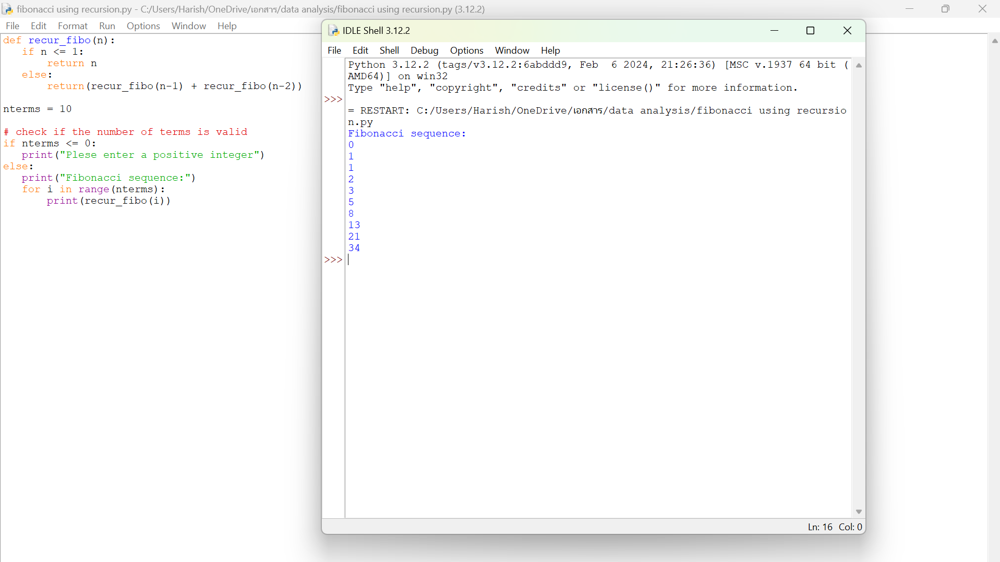 fibonacci using recursion.py - C:/Users/Harish/OneDrive/เอกสาร/data analysis/fibonacci using recursion.py (3.12.2)
File Edit Format Run Options Window Help
def recur_fibo(n):
   if n <= 1:
       return n
   else:
       return(recur_fibo(n-1) + recur_fibo(n-2))
nterms = 10
# check if the number of terms is valid
if nterms <= 0:
   print("Plese enter a positive integer")
else:
   print("Fibonacci sequence:")
   for i in range(nterms):
       print(recur_fibo(i))
IDLE Shell 3.12.2
File Edit Shell Debug Options Window Help
Python 3.12.2 (tags/v3.12.2:6abddd9, Feb  6 2024, 21:26:36) [MSC v.1937 64 bit (
AMD64)] on win32
Type "help", "copyright", "credits" or "license()" for more information.
>>>
= RESTART: C:/Users/Harish/OneDrive/เอกสาร/data analysis/fibonacci using recursio
n.py
Fibonacci sequence:
0
1
1
2
3
5
8
13
21
34
>>>
Ln: 16 Col: 0